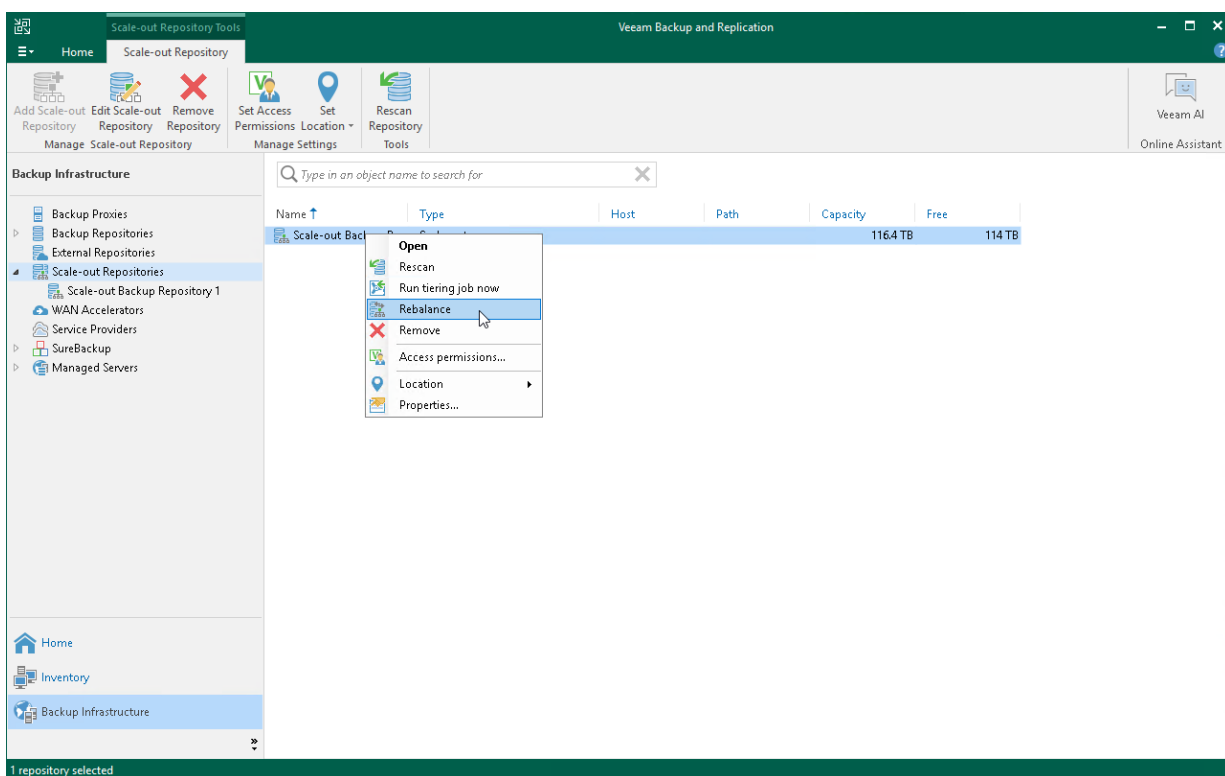 Scale-out Repository Tools
Veeam Backup and Replication
Home
Scale-out Repository
Add Scale-out Repository
Edit Scale-out Repository
Remove Repository
Set Access Permissions
Set Location
Rescan Repository
Veeam AI
Manage Scale-out Repository
Manage Settings
Tools
Online Assistant
Backup Infrastructure
Type in an object name to search for
Backup Proxies
Backup Repositories
External Repositories
Scale-out Repositories
Scale-out Backup Repository 1
WAN Accelerators
Service Providers
SureBackup
Managed Servers
Name Type Host Path Capacity Free
Scale-out 116.4 TB 114 TB
Open
Rescan
Run tiering job now
Rebalance
Remove
Access permissions...
Location
Properties...
Home
Inventory
Backup Infrastructure
1 repository selected